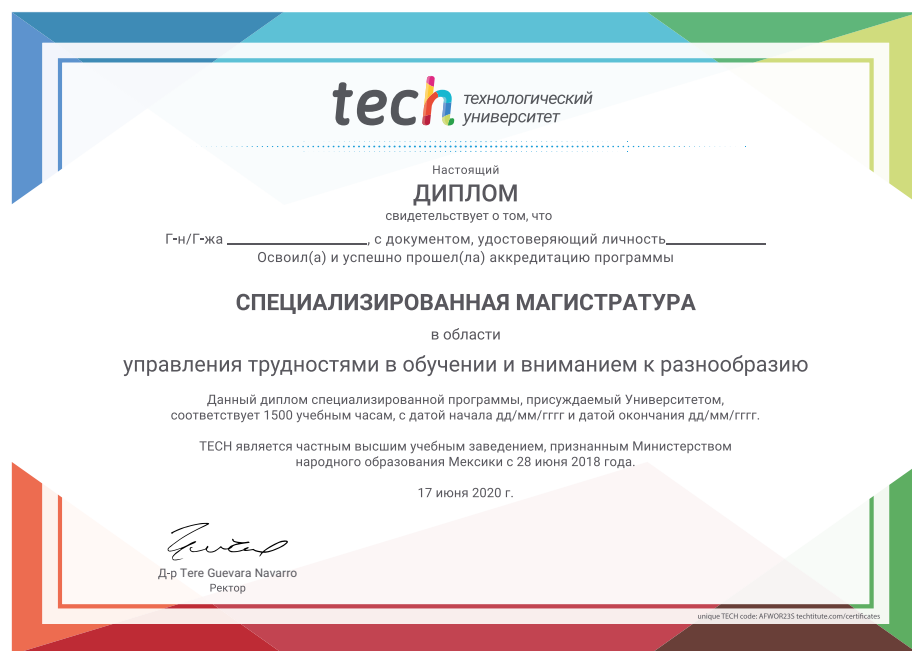 tech технологический
университет
Настоящий
ДИПЛОМ
свидетельствует о том, что
Г-н/Г-жа ____________________, с документом, удостоверяющий личность______________
Освоил(а) и успешно прошел(ла) аккредитацию программы
СПЕЦИАЛИЗИРОВАННАЯ МАГИСТРАТУРА
в области
управления трудностями в обучении и вниманием к разнообразию
Данный диплом специализированной программы, присуждаемый Университетом,
соответствует 1500 учебным часам, с датой начала дд/мм/гггг и датой окончания дд/мм/гггг.
TECH является частным высшим учебным заведением, признанным Министерством
народного образования Мексики с 28 июня 2018 года.
17 июня 2020 г.
Д-р Tere Guevara Navarro
Ректор
unique TECH code: AFWOR23S techtitute.com/certificates